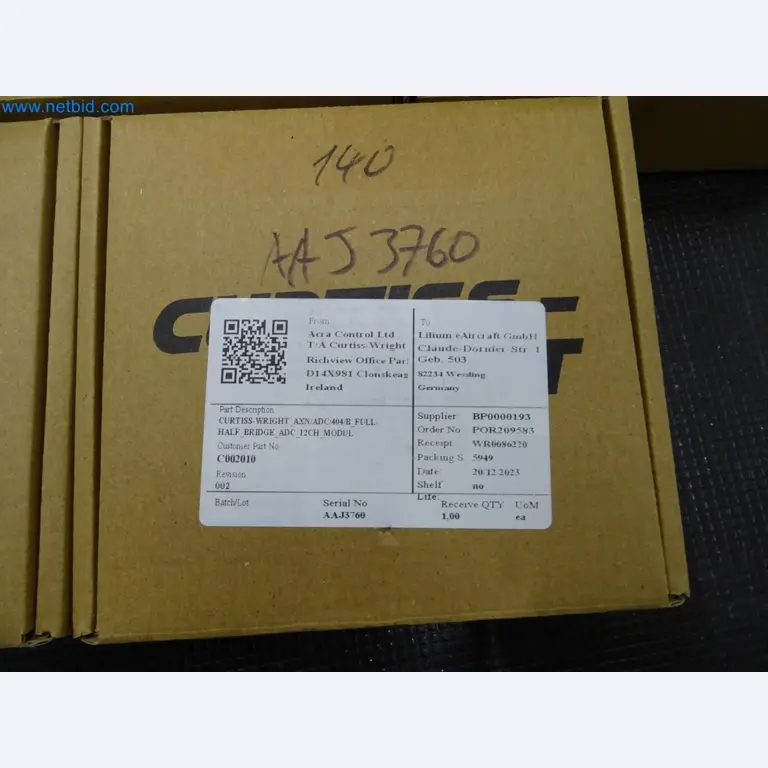 www.netbid.com
140
AAJ3760
CURTISS
From
Acra Control Ltd
T/A Curtiss-Wright
Richview Office Par
D14X981 Clonskeag
Ireland
To
Lilium eAircraft GmbH
Claude-Dornier-Str. 1
Geb. 503
82234 Wessling
Germany
Part Description
CURTISS-WRIGHT_AXN/ADC/404/B_FULL-
HALF_BRIDGE_ADC_12CH_MODUL
Customer Part No
C002010
Revision
002
Supplier BP0000193
Order No POR209583
Receipt WR0086220
Packing S. 5949
Date 20/12/2023
Shelf no
Life:
Batch/Lot
Serial No
AAJ3760
Receive QTY UoM
1,00 ea